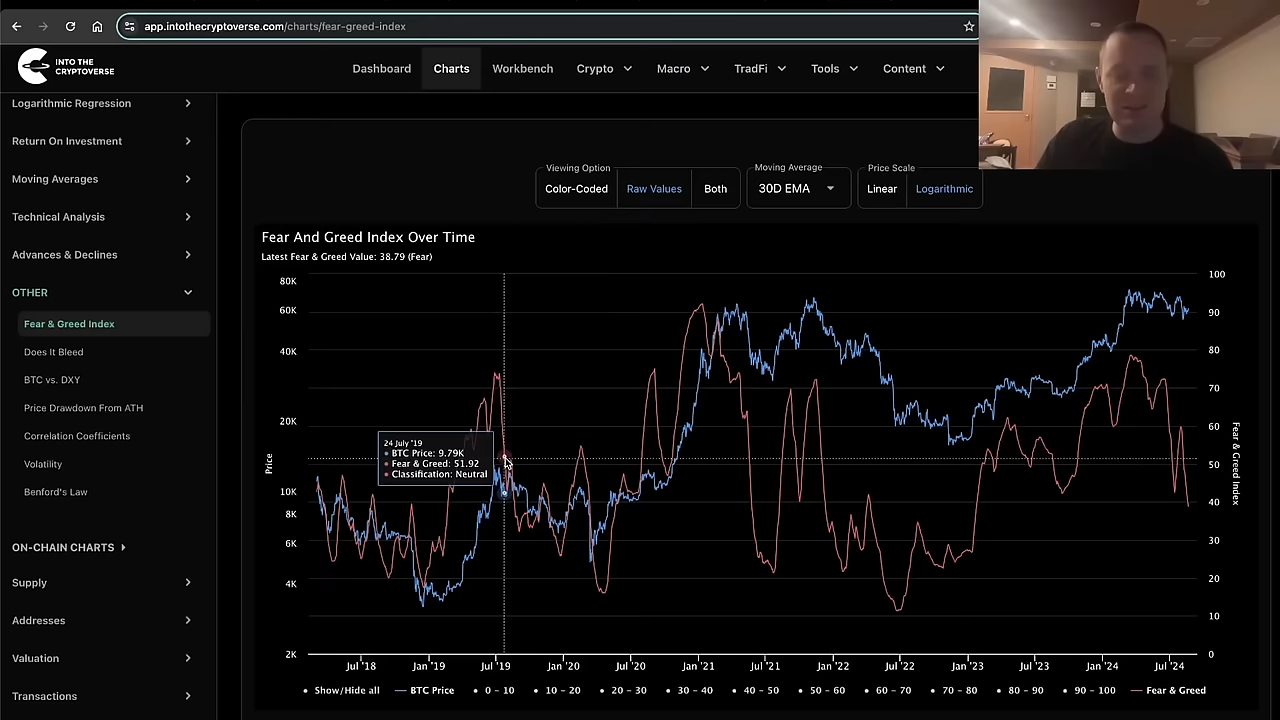 app.intothecryptoverse.com/charts/fear-greed-index
INTO THE
CRYPTOVERSE
Dashboard Charts Workbench Crypto Macro TradFi Tools Content
Logarithmic Regression
Return On Investment
Moving Averages
Technical Analysis
Advances & Declines
OTHER
Fear & Greed Index
Does It Bleed
BTC vs. DXY
Price Drawdown From ATH
Correlation Coefficients
Volatility
Benford's Law
ON-CHAIN CHARTS
Supply
Addresses
Valuation
Transactions
Viewing Option
Color-Coded Raw Values Both
Moving Average
30D EMA
Price Scale
Linear Logarithmic
Fear And Greed Index Over Time
Latest Fear & Greed Value: 38.79 (Fear)
80K
60K
40K
20K
10K
8K
6K
4K
2K
Price
24 July '19
BTC Price: 9.79K
Fear & Greed: 51.92
Classification: Neutral
100
90
80
70
60
50
40
30
20
10
0
Fear & Greed Index
Jul '18 Jan '19 Jul '19 Jan '20 Jul '20 Jan '21 Jul '21 Jan '22 Jul '22 Jan '23 Jul '23 Jan '24 Jul '24
Show/Hide all BTC Price 0 - 10 10 - 20 20 - 30 30 - 40 40 - 50 50 - 60 60 - 70 70 - 80 80 - 90 90 - 100 Fear & Greed